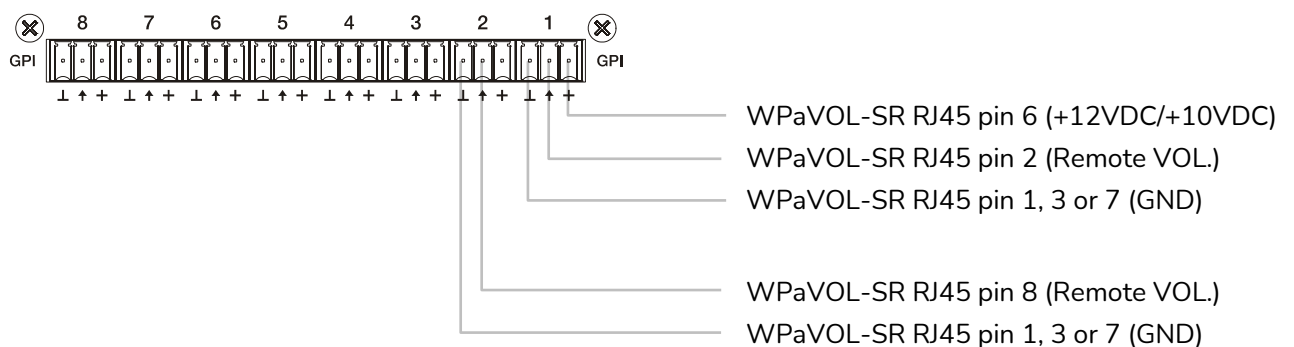 8 7 6 5 4 3 2 1
GPI GPI
⊥ ↑ + ⊥ ↑ + ⊥ ↑ + ⊥ ↑ + ⊥ ↑ + ⊥ ↑ + ⊥ ↑ + ⊥ ↑ +
WPaVOL-SR RJ45 pin 6 (+12VDC/+10VDC)
WPaVOL-SR RJ45 pin 2 (Remote VOL.)
WPaVOL-SR RJ45 pin 1, 3 or 7 (GND)
WPaVOL-SR RJ45 pin 8 (Remote VOL.)
WPaVOL-SR RJ45 pin 1, 3 or 7 (GND)